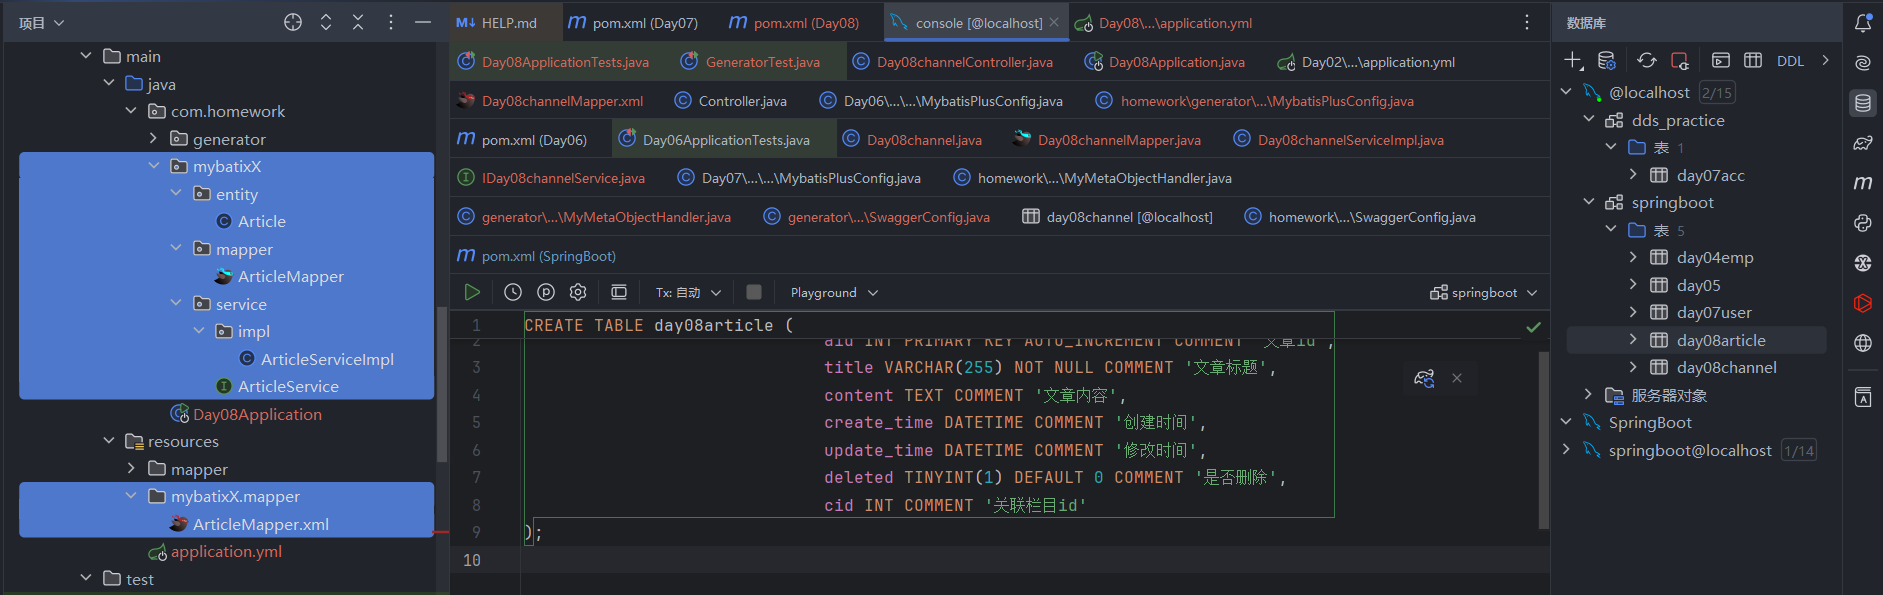 项目
main
java
com.homework
generator
mybatixX
entity
Article
mapper
ArticleMapper
service
impl
ArticleServiceImpl
ArticleService
Day08Application
resources
mapper
mybatixX.mapper
ArticleMapper.xml
application.yml
test
M↓ HELP.md
pom.xml (Day07)
pom.xml (Day08)
console [@localhost]
Day08\...\application.yml
Day08ApplicationTests.java
GeneratorTest.java
Day08channelController.java
Day08Application.java
Day02\...\application.yml
Day08channelMapper.xml
Controller.java
Day06\...\...\MybatisPlusConfig.java
homework\generator\...\MybatisPlusConfig.java
pom.xml (Day06)
Day06ApplicationTests.java
Day08channel.java
Day08channelMapper.java
Day08channelServiceImpl.java
IDay08channelService.java
Day07\...\...\MybatisPlusConfig.java
homework\...\MyMetaObjectHandler.java
generator\...\MyMetaObjectHandler.java
generator\...\SwaggerConfig.java
day08channel [@localhost]
homework\...\SwaggerConfig.java
pom.xml (SpringBoot)
Tx: 自动
Playground
springboot
1 CREATE TABLE day08article (
2 aid INT PRIMARY KEY AUTO_INCREMENT COMMENT '文章id',
3 title VARCHAR(255) NOT NULL COMMENT '文章标题',
4 content TEXT COMMENT '文章内容',
5 create_time DATETIME COMMENT '创建时间',
6 update_time DATETIME COMMENT '修改时间',
7 deleted TINYINT(1) DEFAULT 0 COMMENT '是否删除',
8 cid INT COMMENT '关联栏目id'
9 );
10
数据库
DDL
@localhost 2/15
dds_practice
表 1
day07acc
springboot
表 5
day04emp
day05
day07user
day08article
day08channel
服务器对象
SpringBoot
springboot@localhost 1/14